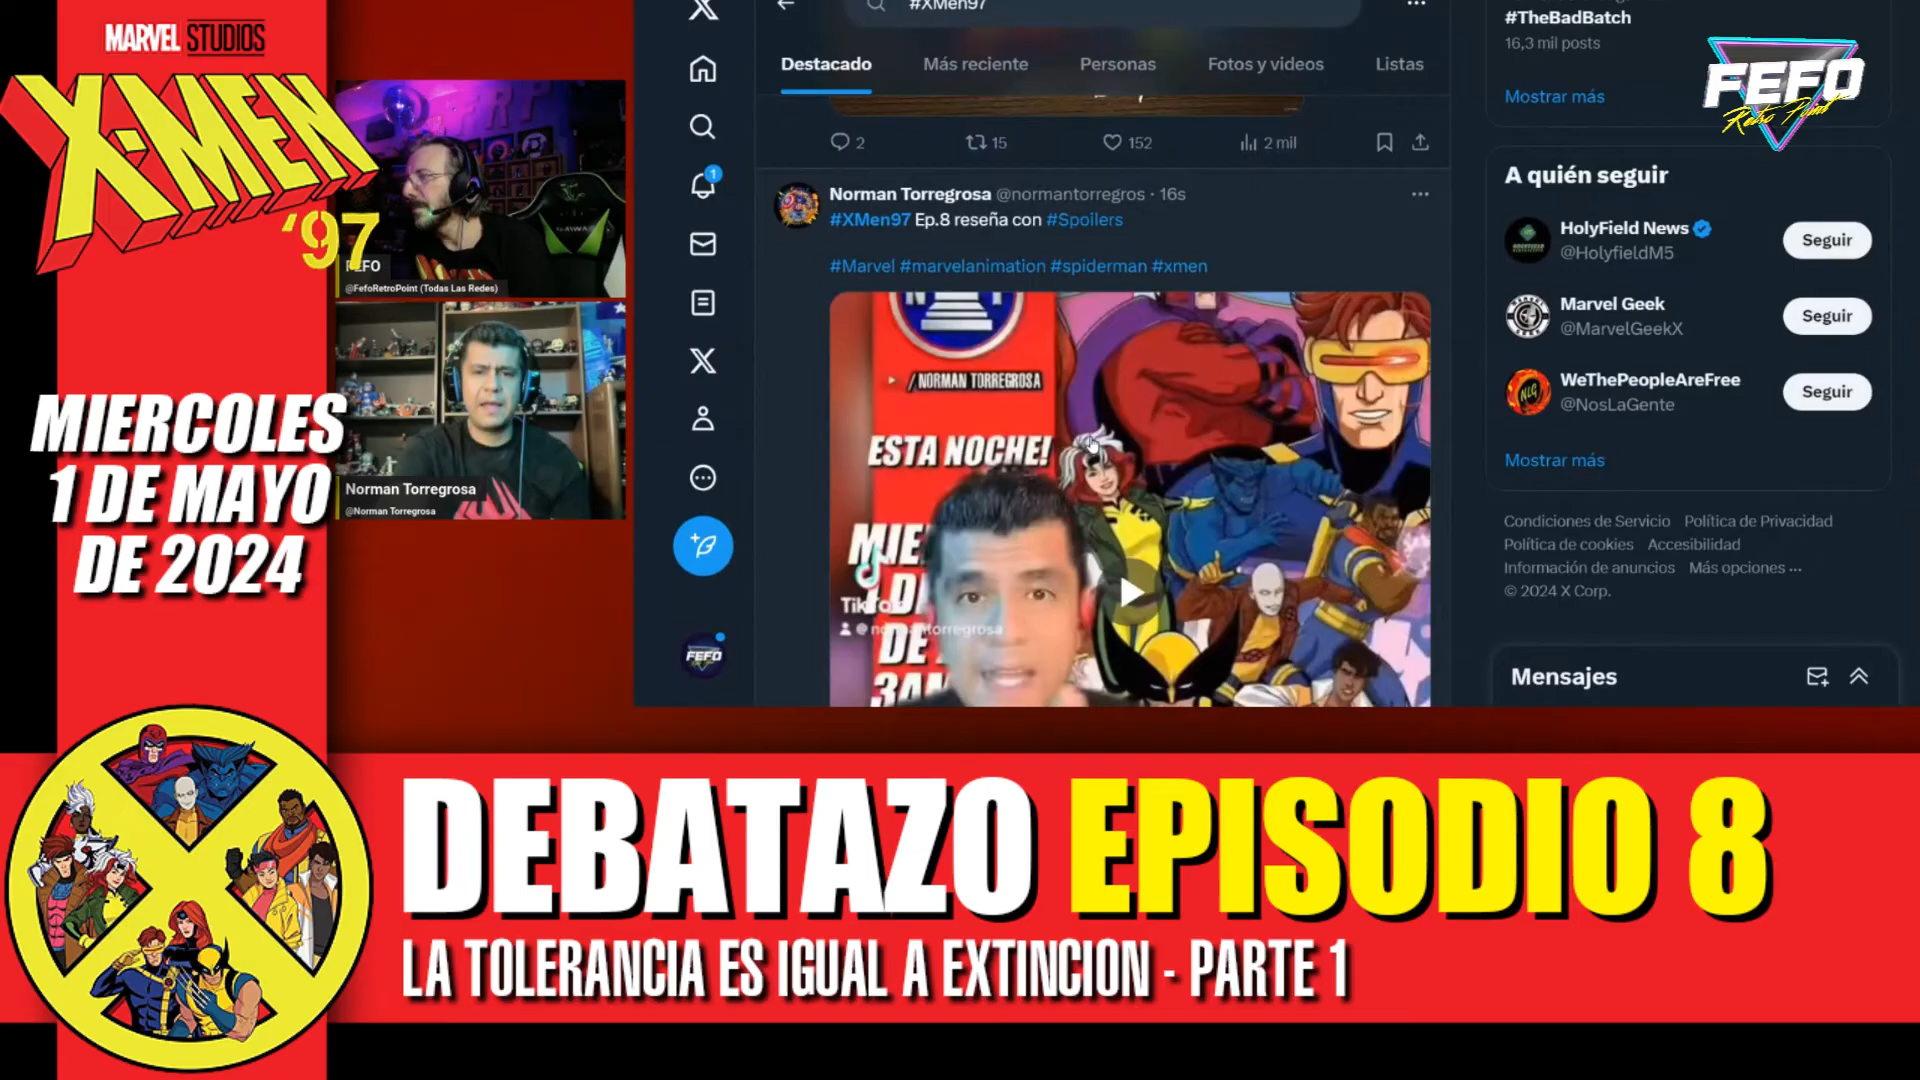 MARVEL STUDIOS
X-MEN
'97
MIERCOLES
1 DE MAYO
DE 2024
@FefoRetroPoint (Todas Las Redes)
Norman Torregrosa
@Norman Torregrosa
#XMen97
Destacado
Más reciente
Personas
Fotos y videos
Listas
2
15
152
2 mil
1
Norman Torregrosa @normantorregros · 16s
#XMen97 Ep.8 reseña con #Spoilers
#Marvel #marvelanimation #spiderman #xmen
/NORMAN TORREGROSA
ESTA NOCHE!
FEFO
#TheBadBatch
16,3 mil posts
Mostrar más
FEFO
Retro Point
A quién seguir
HolyField News
@HolyfieldM5
Seguir
Marvel Geek
@MarvelGeekX
Seguir
WeThePeopleAreFree
@NosLaGente
Seguir
NLG
Mostrar más
Condiciones de Servicio Política de Privacidad
Política de cookies Accesibilidad
Información de anuncios Más opciones ···
© 2024 X Corp.
Mensajes
DEBATAZO EPISODIO 8
LA TOLERANCIA ES IGUAL A EXTINCION - PARTE 1